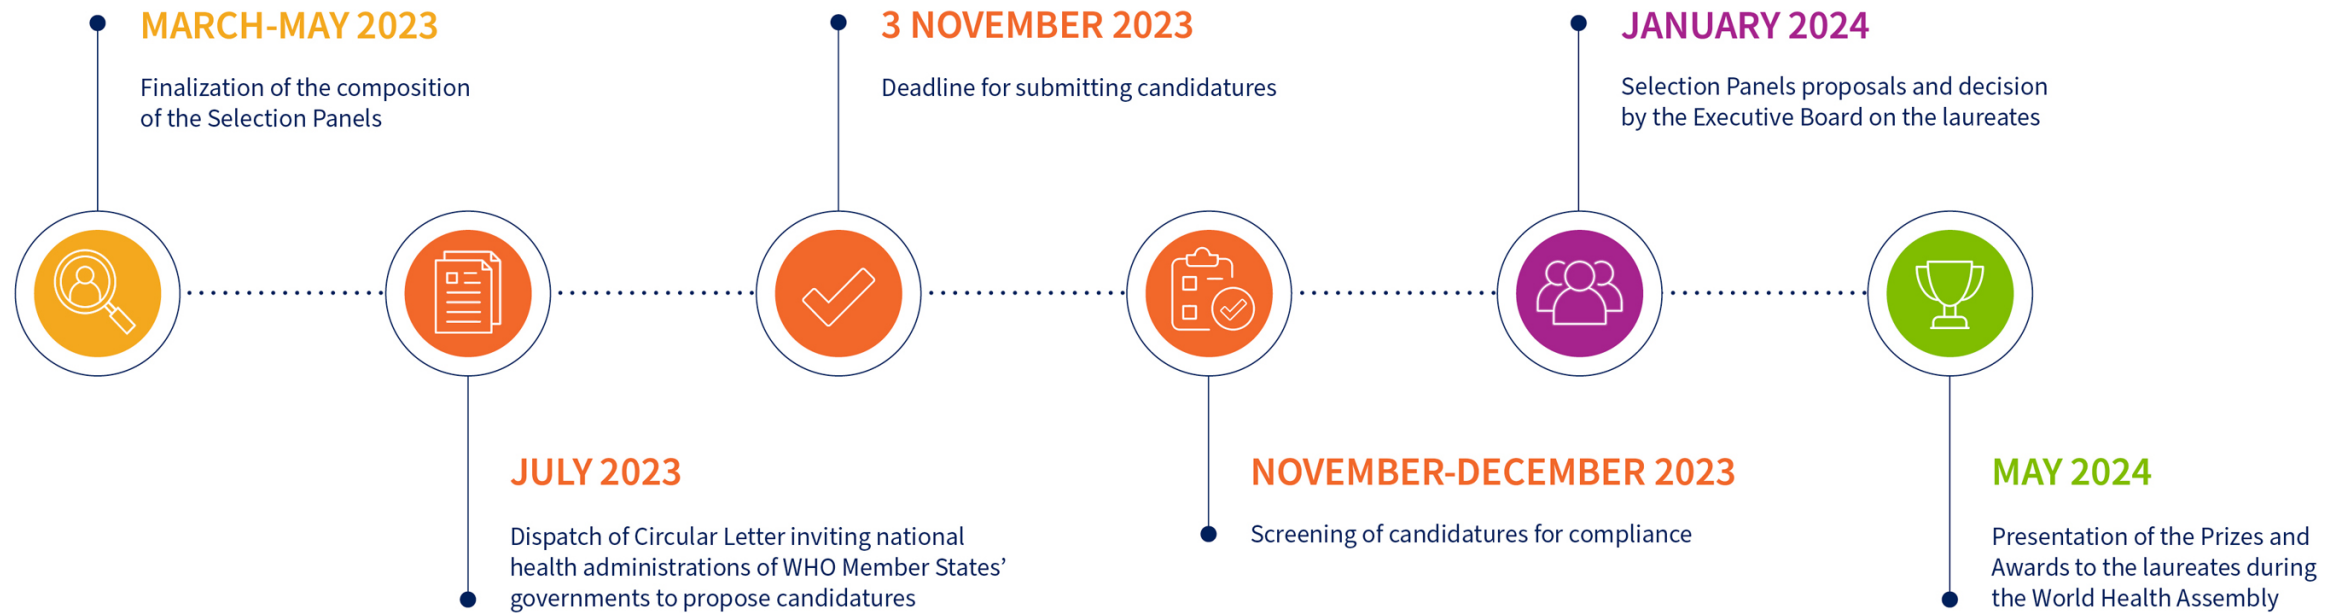 MARCH-MAY 2023
Finalization of the composition
of the Selection Panels
JULY 2023
Dispatch of Circular Letter inviting national
health administrations of WHO Member States’
governments to propose candidatures
3 NOVEMBER 2023
Deadline for submitting candidatures
NOVEMBER-DECEMBER 2023
Screening of candidatures for compliance
JANUARY 2024
Selection Panels proposals and decision
by the Executive Board on the laureates
MAY 2024
Presentation of the Prizes and
Awards to the laureates during
the World Health Assembly